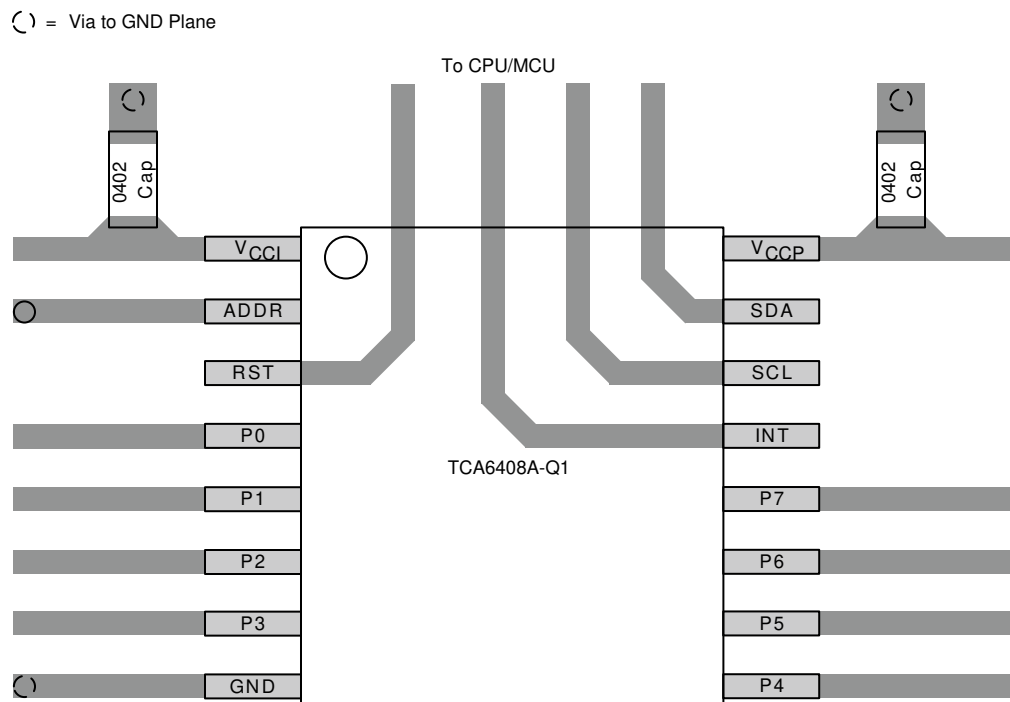 = Via to GND Plane
To CPU/MCU
0402
Cap
0402
Cap
VCCI
VCCP
ADDR
SDA
RST
SCL
P0
INT
TCA6408A-Q1
P1
P7
P2
P6
P3
P5
GND
P4